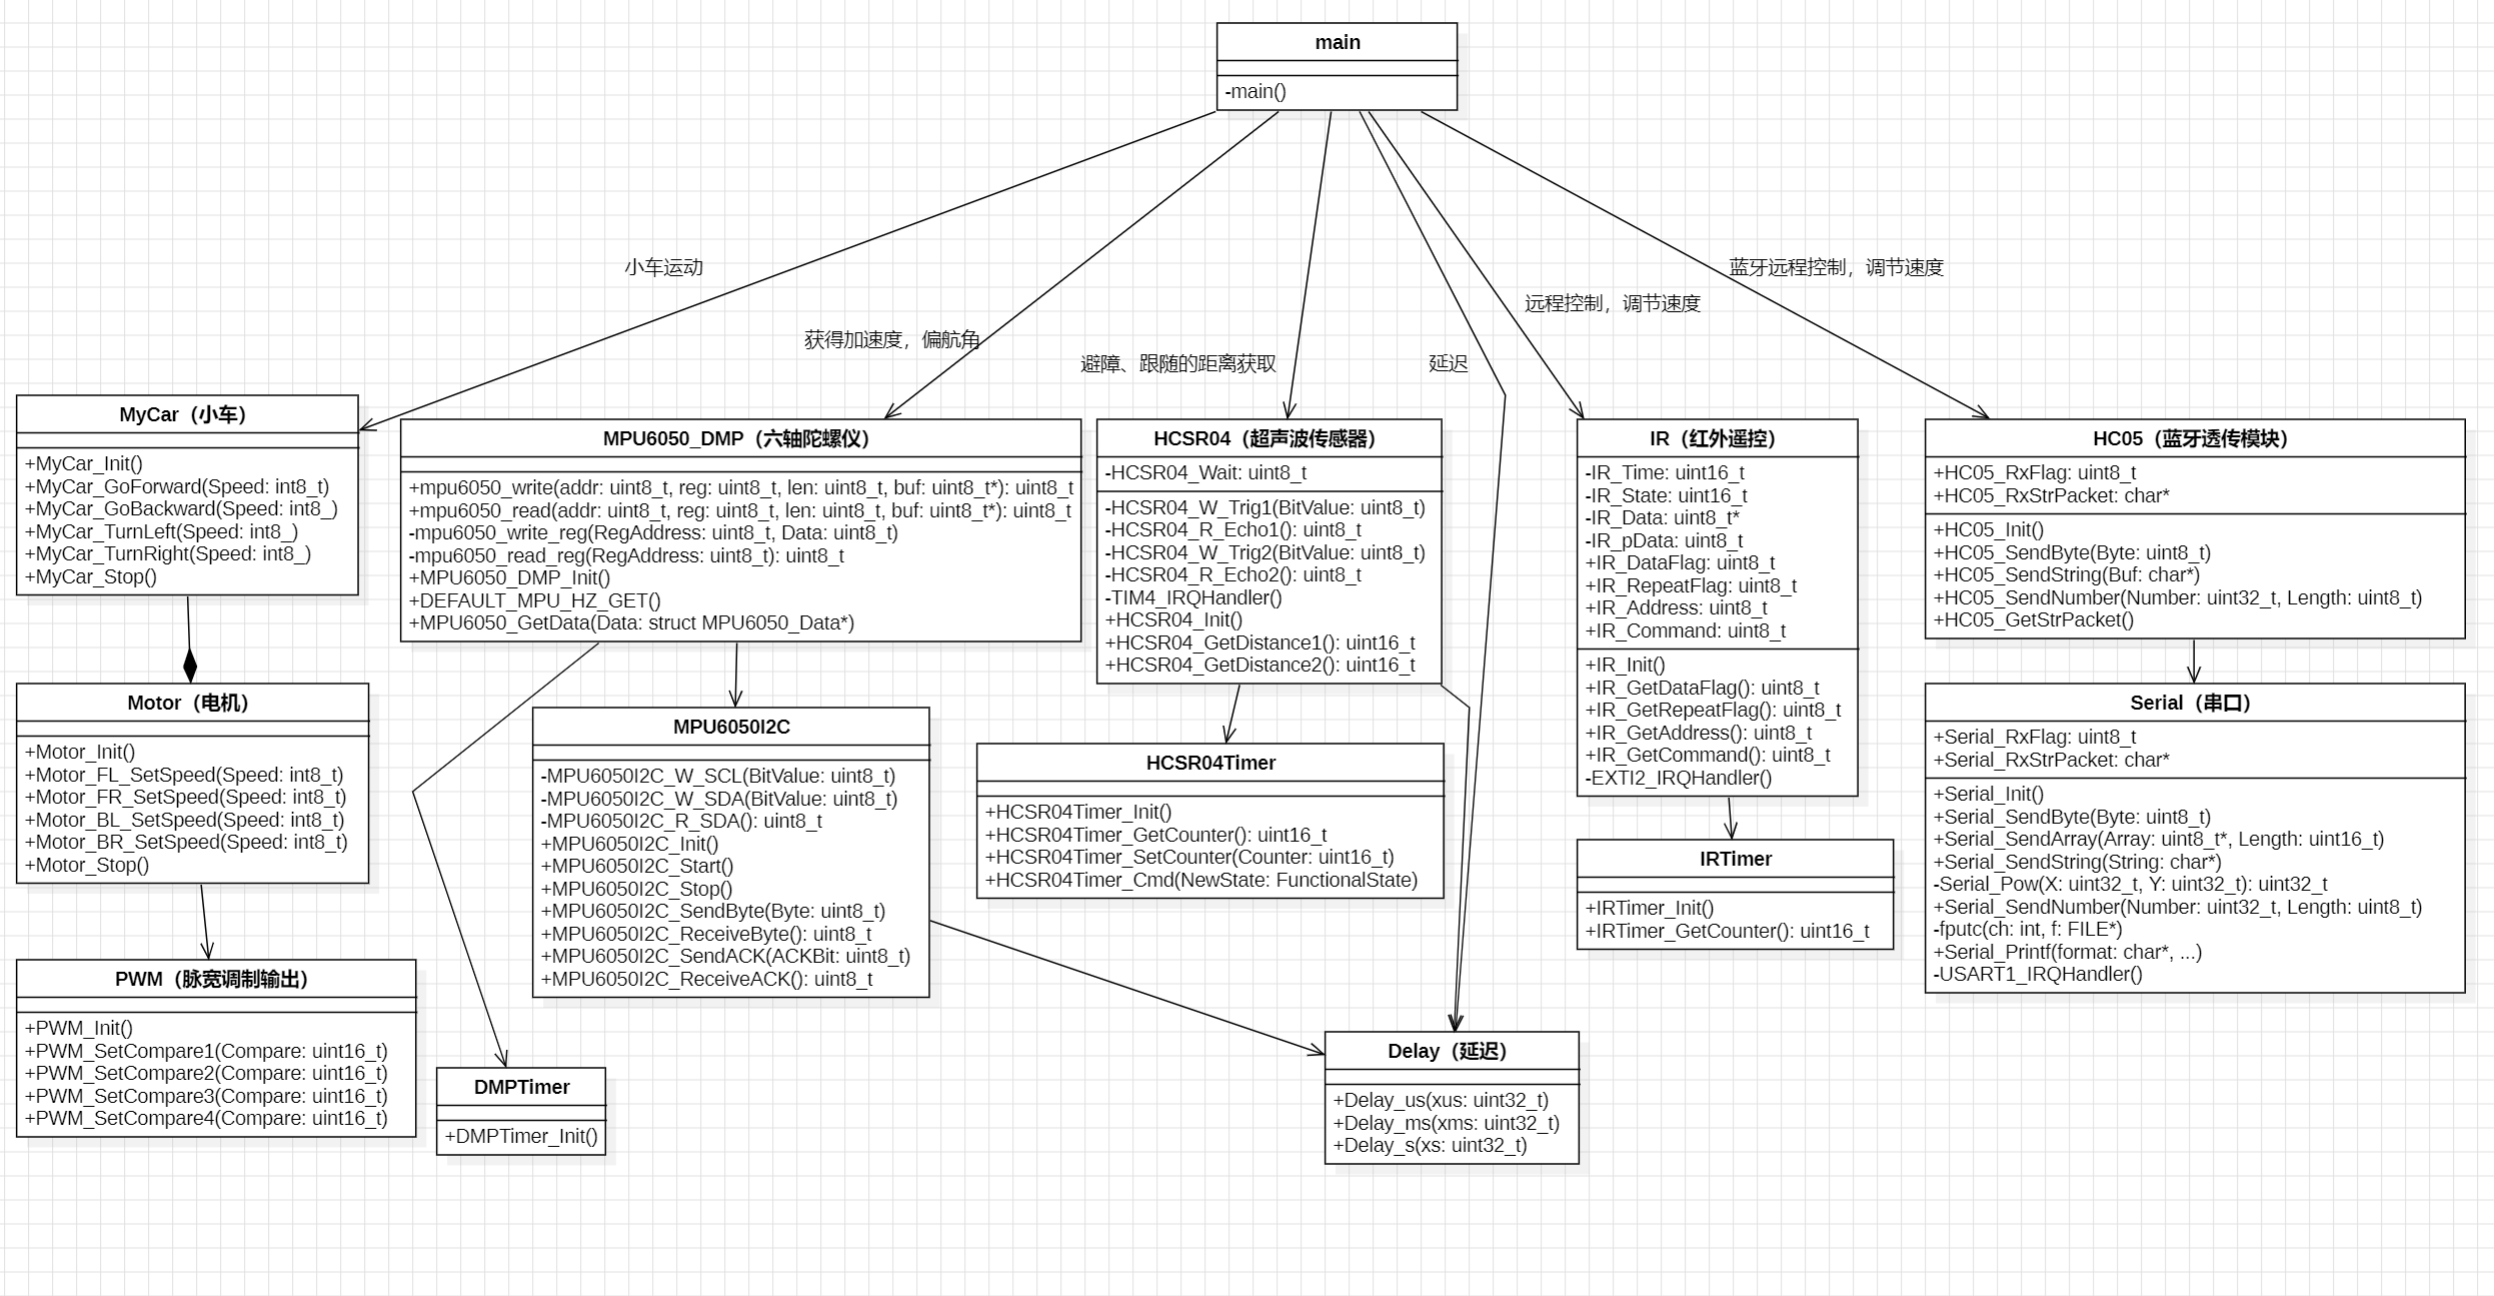 main
-main()
小车运动
获得加速度，偏航角
避障、跟随的距离获取
延迟
远程控制，调节速度
蓝牙远程控制，调节速度
MyCar（小车）
+MyCar_Init()
+MyCar_GoForward(Speed: int8_t)
+MyCar_GoBackward(Speed: int8_)
+MyCar_TurnLeft(Speed: int8_)
+MyCar_TurnRight(Speed: int8_)
+MyCar_Stop()
MPU6050_DMP（六轴陀螺仪）
+mpu6050_write(addr: uint8_t, reg: uint8_t, len: uint8_t, buf: uint8_t*): uint8_t
+mpu6050_read(addr: uint8_t, reg: uint8_t, len: uint8_t, buf: uint8_t*): uint8_t
-mpu6050_write_reg(RegAddress: uint8_t, Data: uint8_t)
-mpu6050_read_reg(RegAddress: uint8_t): uint8_t
+MPU6050_DMP_Init()
+DEFAULT_MPU_HZ_GET()
+MPU6050_GetData(Data: struct MPU6050_Data*)
HCSR04（超声波传感器）
-HCSR04_Wait: uint8_t
-HCSR04_W_Trig1(BitValue: uint8_t)
-HCSR04_R_Echo1(): uint8_t
-HCSR04_W_Trig2(BitValue: uint8_t)
-HCSR04_R_Echo2(): uint8_t
-TIM4_IRQHandler()
+HCSR04_Init()
+HCSR04_GetDistance1(): uint16_t
+HCSR04_GetDistance2(): uint16_t
IR（红外遥控）
-IR_Time: uint16_t
-IR_State: uint16_t
-IR_Data: uint8_t*
-IR_pData: uint8_t
+IR_DataFlag: uint8_t
+IR_RepeatFlag: uint8_t
+IR_Address: uint8_t
+IR_Command: uint8_t
+IR_Init()
+IR_GetDataFlag(): uint8_t
+IR_GetRepeatFlag(): uint8_t
+IR_GetAddress(): uint8_t
+IR_GetCommand(): uint8_t
-EXTI2_IRQHandler()
HC05（蓝牙透传模块）
+HC05_RxFlag: uint8_t
+HC05_RxStrPacket: char*
+HC05_Init()
+HC05_SendByte(Byte: uint8_t)
+HC05_SendString(Buf: char*)
+HC05_SendNumber(Number: uint32_t, Length: uint8_t)
+HC05_GetStrPacket()
Motor（电机）
+Motor_Init()
+Motor_FL_SetSpeed(Speed: int8_t)
+Motor_FR_SetSpeed(Speed: int8_t)
+Motor_BL_SetSpeed(Speed: int8_t)
+Motor_BR_SetSpeed(Speed: int8_t)
+Motor_Stop()
MPU6050I2C
-MPU6050I2C_W_SCL(BitValue: uint8_t)
-MPU6050I2C_W_SDA(BitValue: uint8_t)
-MPU6050I2C_R_SDA(): uint8_t
+MPU6050I2C_Init()
+MPU6050I2C_Start()
+MPU6050I2C_Stop()
+MPU6050I2C_SendByte(Byte: uint8_t)
+MPU6050I2C_ReceiveByte(): uint8_t
+MPU6050I2C_SendACK(ACKBit: uint8_t)
+MPU6050I2C_ReceiveACK(): uint8_t
HCSR04Timer
+HCSR04Timer_Init()
+HCSR04Timer_GetCounter(): uint16_t
+HCSR04Timer_SetCounter(Counter: uint16_t)
+HCSR04Timer_Cmd(NewState: FunctionalState)
IRTimer
+IRTimer_Init()
+IRTimer_GetCounter(): uint16_t
Serial（串口）
+Serial_RxFlag: uint8_t
+Serial_RxStrPacket: char*
+Serial_Init()
+Serial_SendByte(Byte: uint8_t)
+Serial_SendArray(Array: uint8_t*, Length: uint16_t)
+Serial_SendString(String: char*)
-Serial_Pow(X: uint32_t, Y: uint32_t): uint32_t
+Serial_SendNumber(Number: uint32_t, Length: uint8_t)
-fputc(ch: int, f: FILE*)
+Serial_Printf(format: char*, ...)
-USART1_IRQHandler()
PWM（脉宽调制输出）
+PWM_Init()
+PWM_SetCompare1(Compare: uint16_t)
+PWM_SetCompare2(Compare: uint16_t)
+PWM_SetCompare3(Compare: uint16_t)
+PWM_SetCompare4(Compare: uint16_t)
DMPTimer
+DMPTimer_Init()
Delay（延迟）
+Delay_us(xus: uint32_t)
+Delay_ms(xms: uint32_t)
+Delay_s(xs: uint32_t)